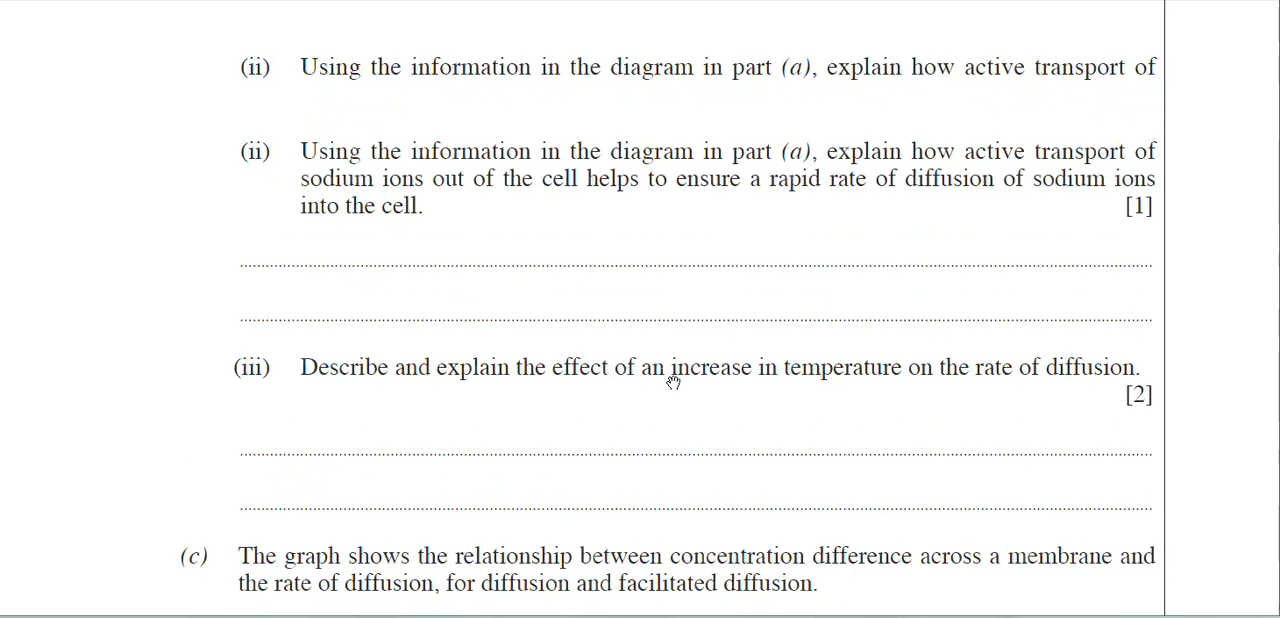 (ii) Using the information in the diagram in part (a), explain how active transport of
(ii) Using the information in the diagram in part (a), explain how active transport of
sodium ions out of the cell helps to ensure a rapid rate of diffusion of sodium ions
into the cell. [1]
(iii) Describe and explain the effect of an increase in temperature on the rate of diffusion.
[2]
(c) The graph shows the relationship between concentration difference across a membrane and
the rate of diffusion, for diffusion and facilitated diffusion.